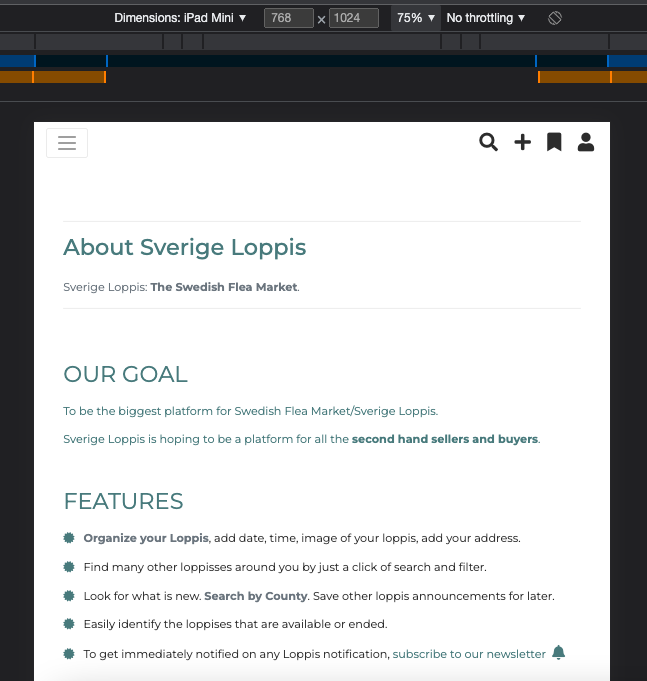 Dimensions: iPad Mini ▼ 768 x 1024 75% ▼ No throttling ▼
About Sverige Loppis
Sverige Loppis: The Swedish Flea Market.
OUR GOAL
To be the biggest platform for Swedish Flea Market/Sverige Loppis.
Sverige Loppis is hoping to be a platform for all the second hand sellers and buyers.
FEATURES
Organize your Loppis, add date, time, image of your loppis, add your address.
Find many other loppisses around you by just a click of search and filter.
Look for what is new. Search by County. Save other loppis announcements for later.
Easily identify the loppises that are available or ended.
To get immediately notified on any Loppis notification, subscribe to our newsletter